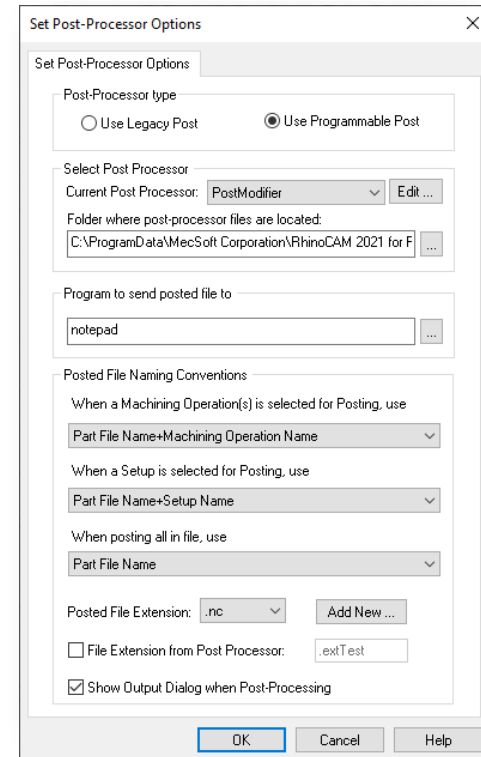 Set Post-Processor Options
Set Post-Processor Options
Post-Processor type
Use Legacy Post
Use Programmable Post
Select Post Processor
Current Post Processor: PostModifier Edit ...
Folder where post-processor files are located:
C:\ProgramData\MecSoft Corporation\RhinoCAM 2021 for F ...
Program to send posted file to
notepad ...
Posted File Naming Conventions
When a Machining Operation(s) is selected for Posting, use
Part File Name+Machining Operation Name
When a Setup is selected for Posting, use
Part File Name+Setup Name
When posting all in file, use
Part File Name
Posted File Extension: .nc Add New ...
File Extension from Post Processor: .extTest
Show Output Dialog when Post-Processing
OK Cancel Help